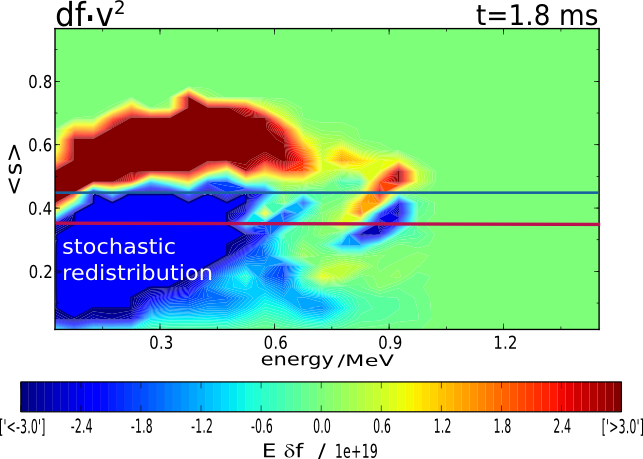 df·v²
t=1.8 ms
0.8
0.6
0.4
0.2
<s>
stochastic
redistribution
0.3
0.6
0.9
1.2
energy/MeV
['<-3.0']
-2.4
-1.8
-1.2
-0.6
0.0
0.6
1.2
1.8
2.4
['>3.0']
E δf / 1e+19